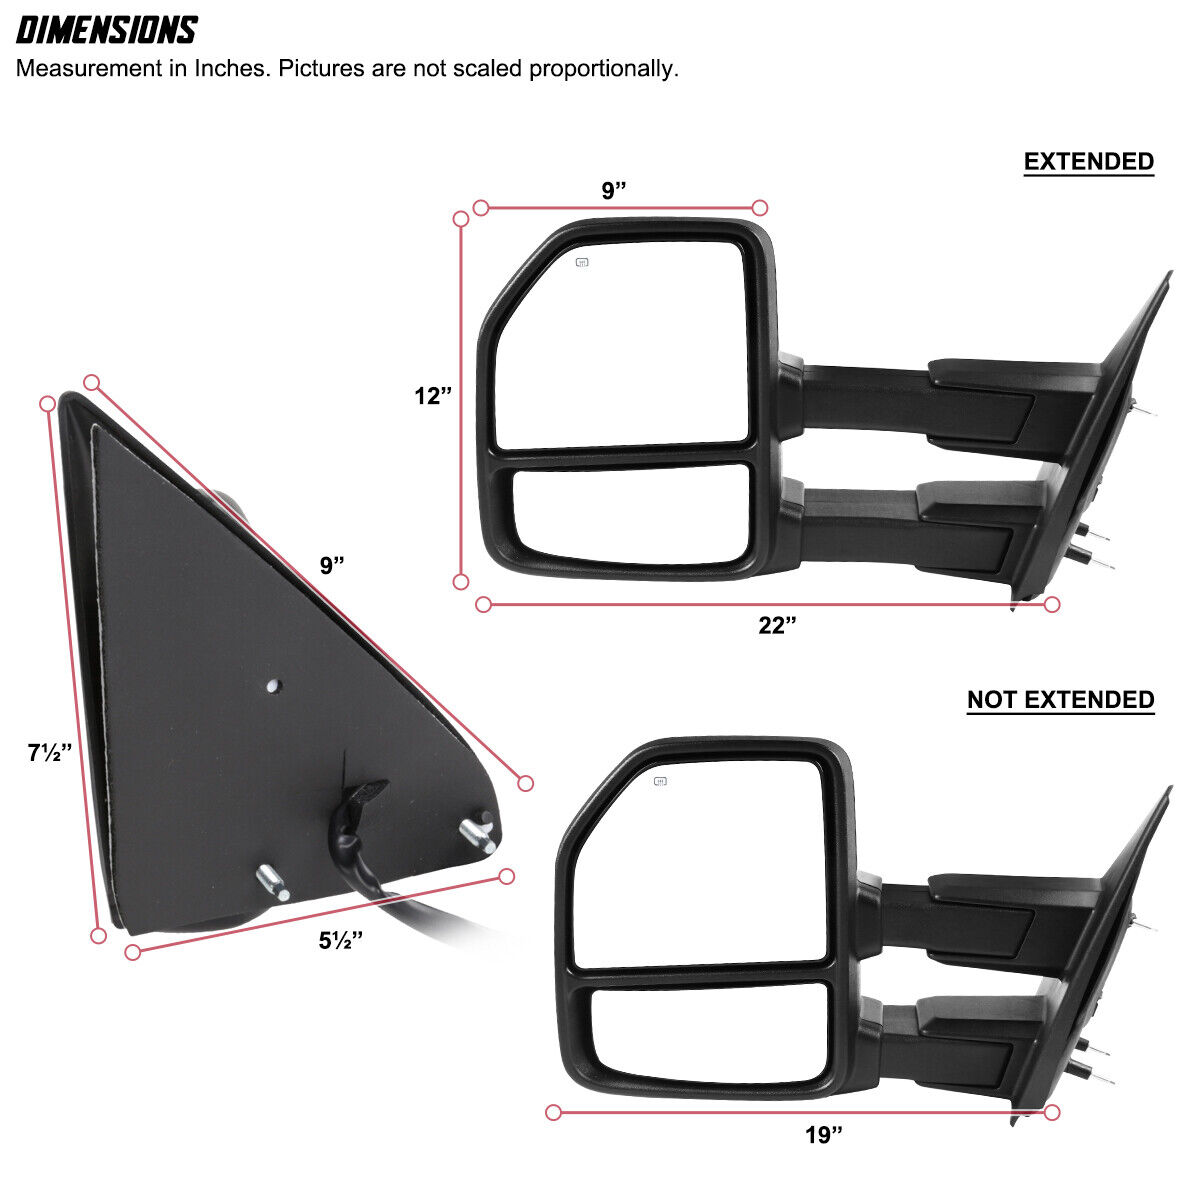 DIMENSIONS
Measurement in Inches. Pictures are not scaled proportionally.
EXTENDED
9”
12”
22”
9”
7½”
5½”
NOT EXTENDED
19”